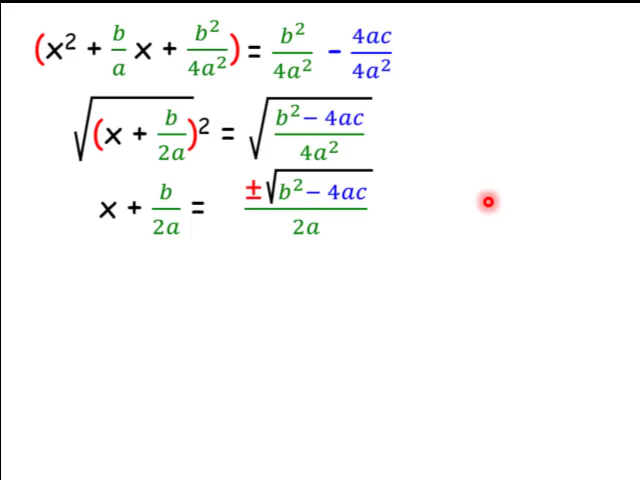 (x² + b/a x + b²/4a²) = b²/4a² - 4ac/4a²
√(x + b/2a)² = √(b² – 4ac/4a²)
x + b/2a = ±√(b² – 4ac)/2a